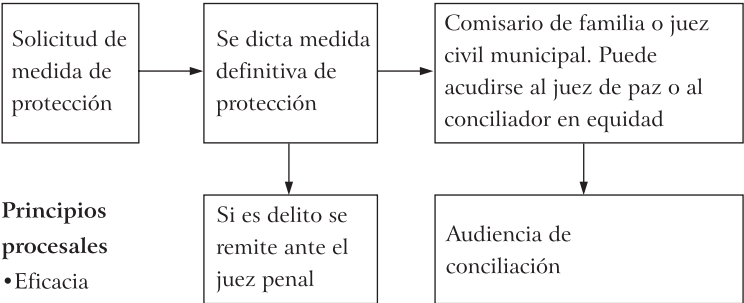 Solicitud de
medida de
protección
Se dicta medida
definitiva de
protección
Comisario de familia o juez
civil municipal. Puede
acudirse al juez de paz o al
conciliador en equidad
Principios
procesales
•Eficacia
Si es delito se
remite ante el
juez penal
Audiencia de
conciliación